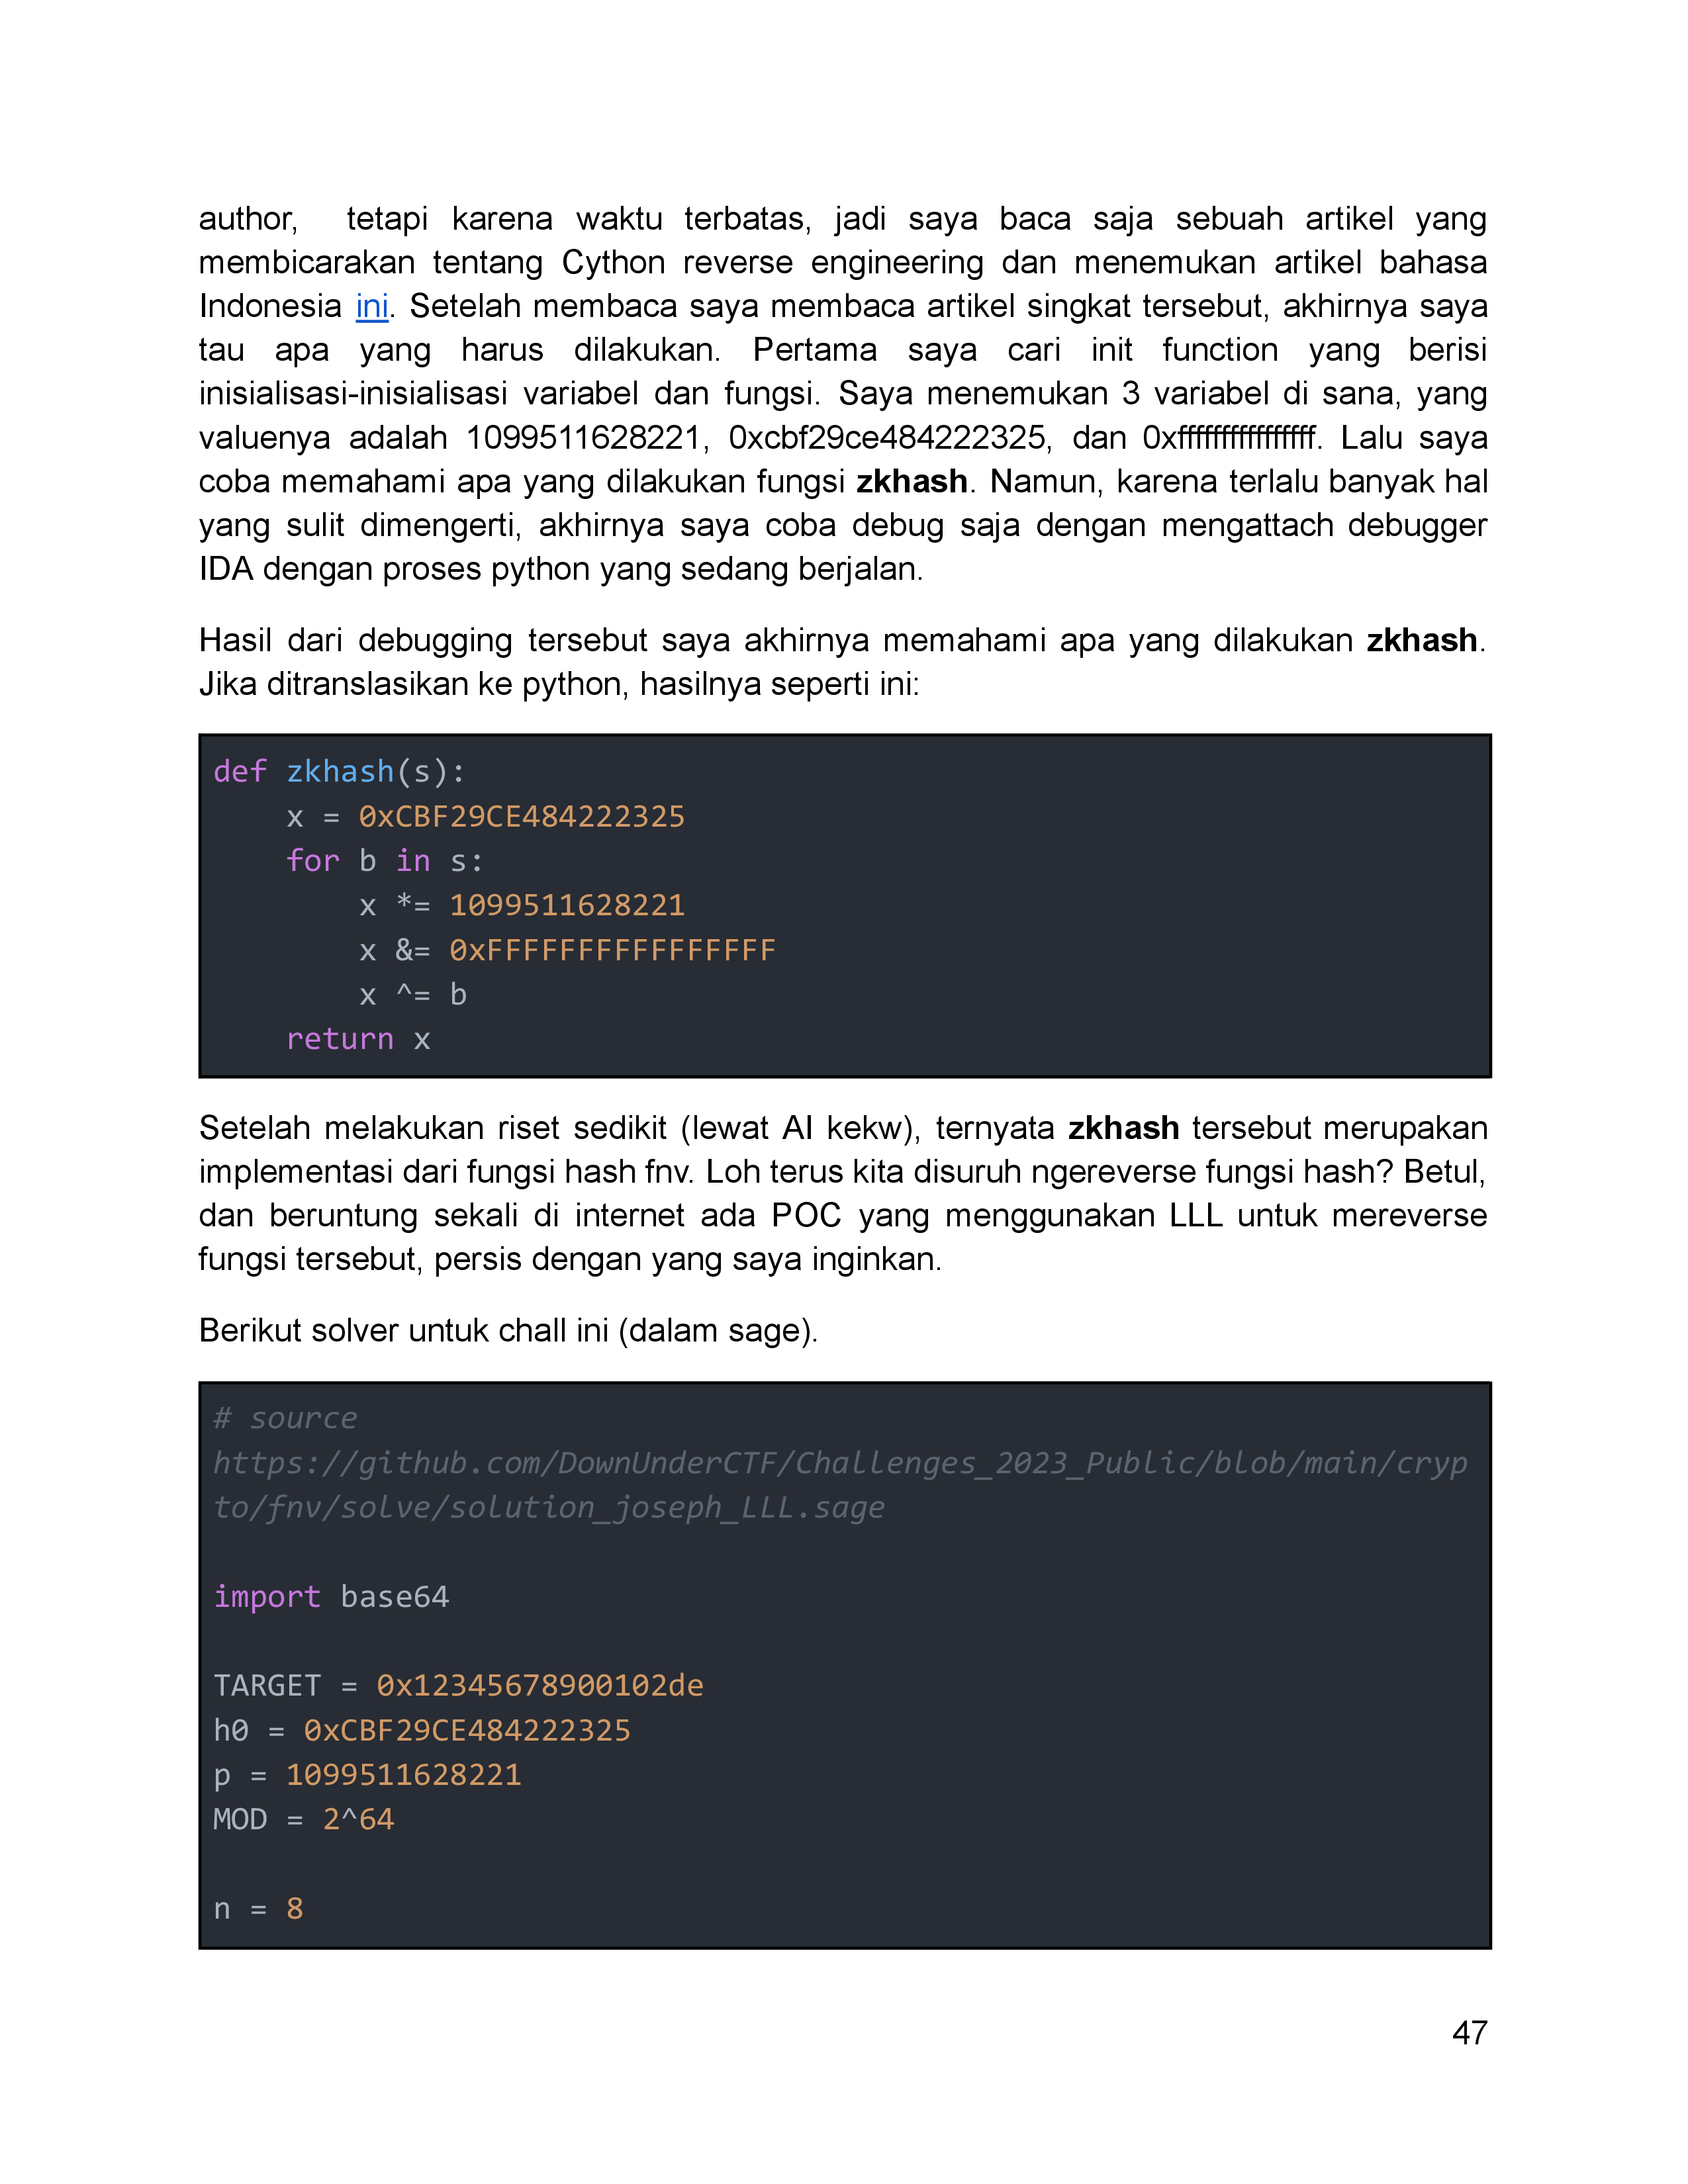 author, tetapi karena waktu terbatas, jadi saya baca saja sebuah artikel yang
membicarakan tentang Cython reverse engineering dan menemukan artikel bahasa
Indonesia ini. Setelah membaca saya membaca artikel singkat tersebut, akhirnya saya
tau apa yang harus dilakukan. Pertama saya cari init function yang berisi
inisialisasi-inisialisasi variabel dan fungsi. Saya menemukan 3 variabel di sana, yang
valuenya adalah 1099511628221, 0xcbf29ce484222325, dan 0xffffffffffffffff. Lalu saya
coba memahami apa yang dilakukan fungsi zkhash. Namun, karena terlalu banyak hal
yang sulit dimengerti, akhirnya saya coba debug saja dengan mengattach debugger
IDA dengan proses python yang sedang berjalan.
Hasil dari debugging tersebut saya akhirnya memahami apa yang dilakukan zkhash.
Jika ditranslasikan ke python, hasilnya seperti ini:
def zkhash(s):
    x = 0xCBF29CE484222325
    for b in s:
        x *= 1099511628221
        x &= 0xFFFFFFFFFFFFFFFF
        x ^= b
    return x
Setelah melakukan riset sedikit (lewat AI kekw), ternyata zkhash tersebut merupakan
implementasi dari fungsi hash fnv. Loh terus kita disuruh ngereverse fungsi hash? Betul,
dan beruntung sekali di internet ada POC yang menggunakan LLL untuk mereverse
fungsi tersebut, persis dengan yang saya inginkan.
Berikut solver untuk chall ini (dalam sage).
# source
https://github.com/DownUnderCTF/Challenges_2023_Public/blob/main/cryp
to/fnv/solve/solution_joseph_LLL.sage
import base64
TARGET = 0x12345678900102de
h0 = 0xCBF29CE484222325
p = 1099511628221
MOD = 2^64
n = 8
47